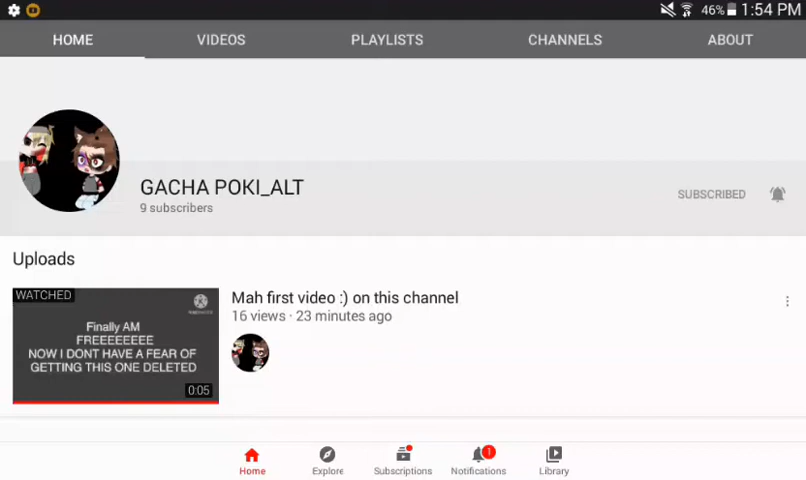 46% 1:54 PM
HOME VIDEOS PLAYLISTS CHANNELS ABOUT
GACHA POKI_ALT
9 subscribers
SUBSCRIBED
Uploads
WATCHED
Finally AM
FREEEEEEEE
NOW I DONT HAVE A FEAR OF
GETTING THIS ONE DELETED
0:05
Mah first video :) on this channel
16 views · 23 minutes ago
1
Home Explore Subscriptions Notifications Library